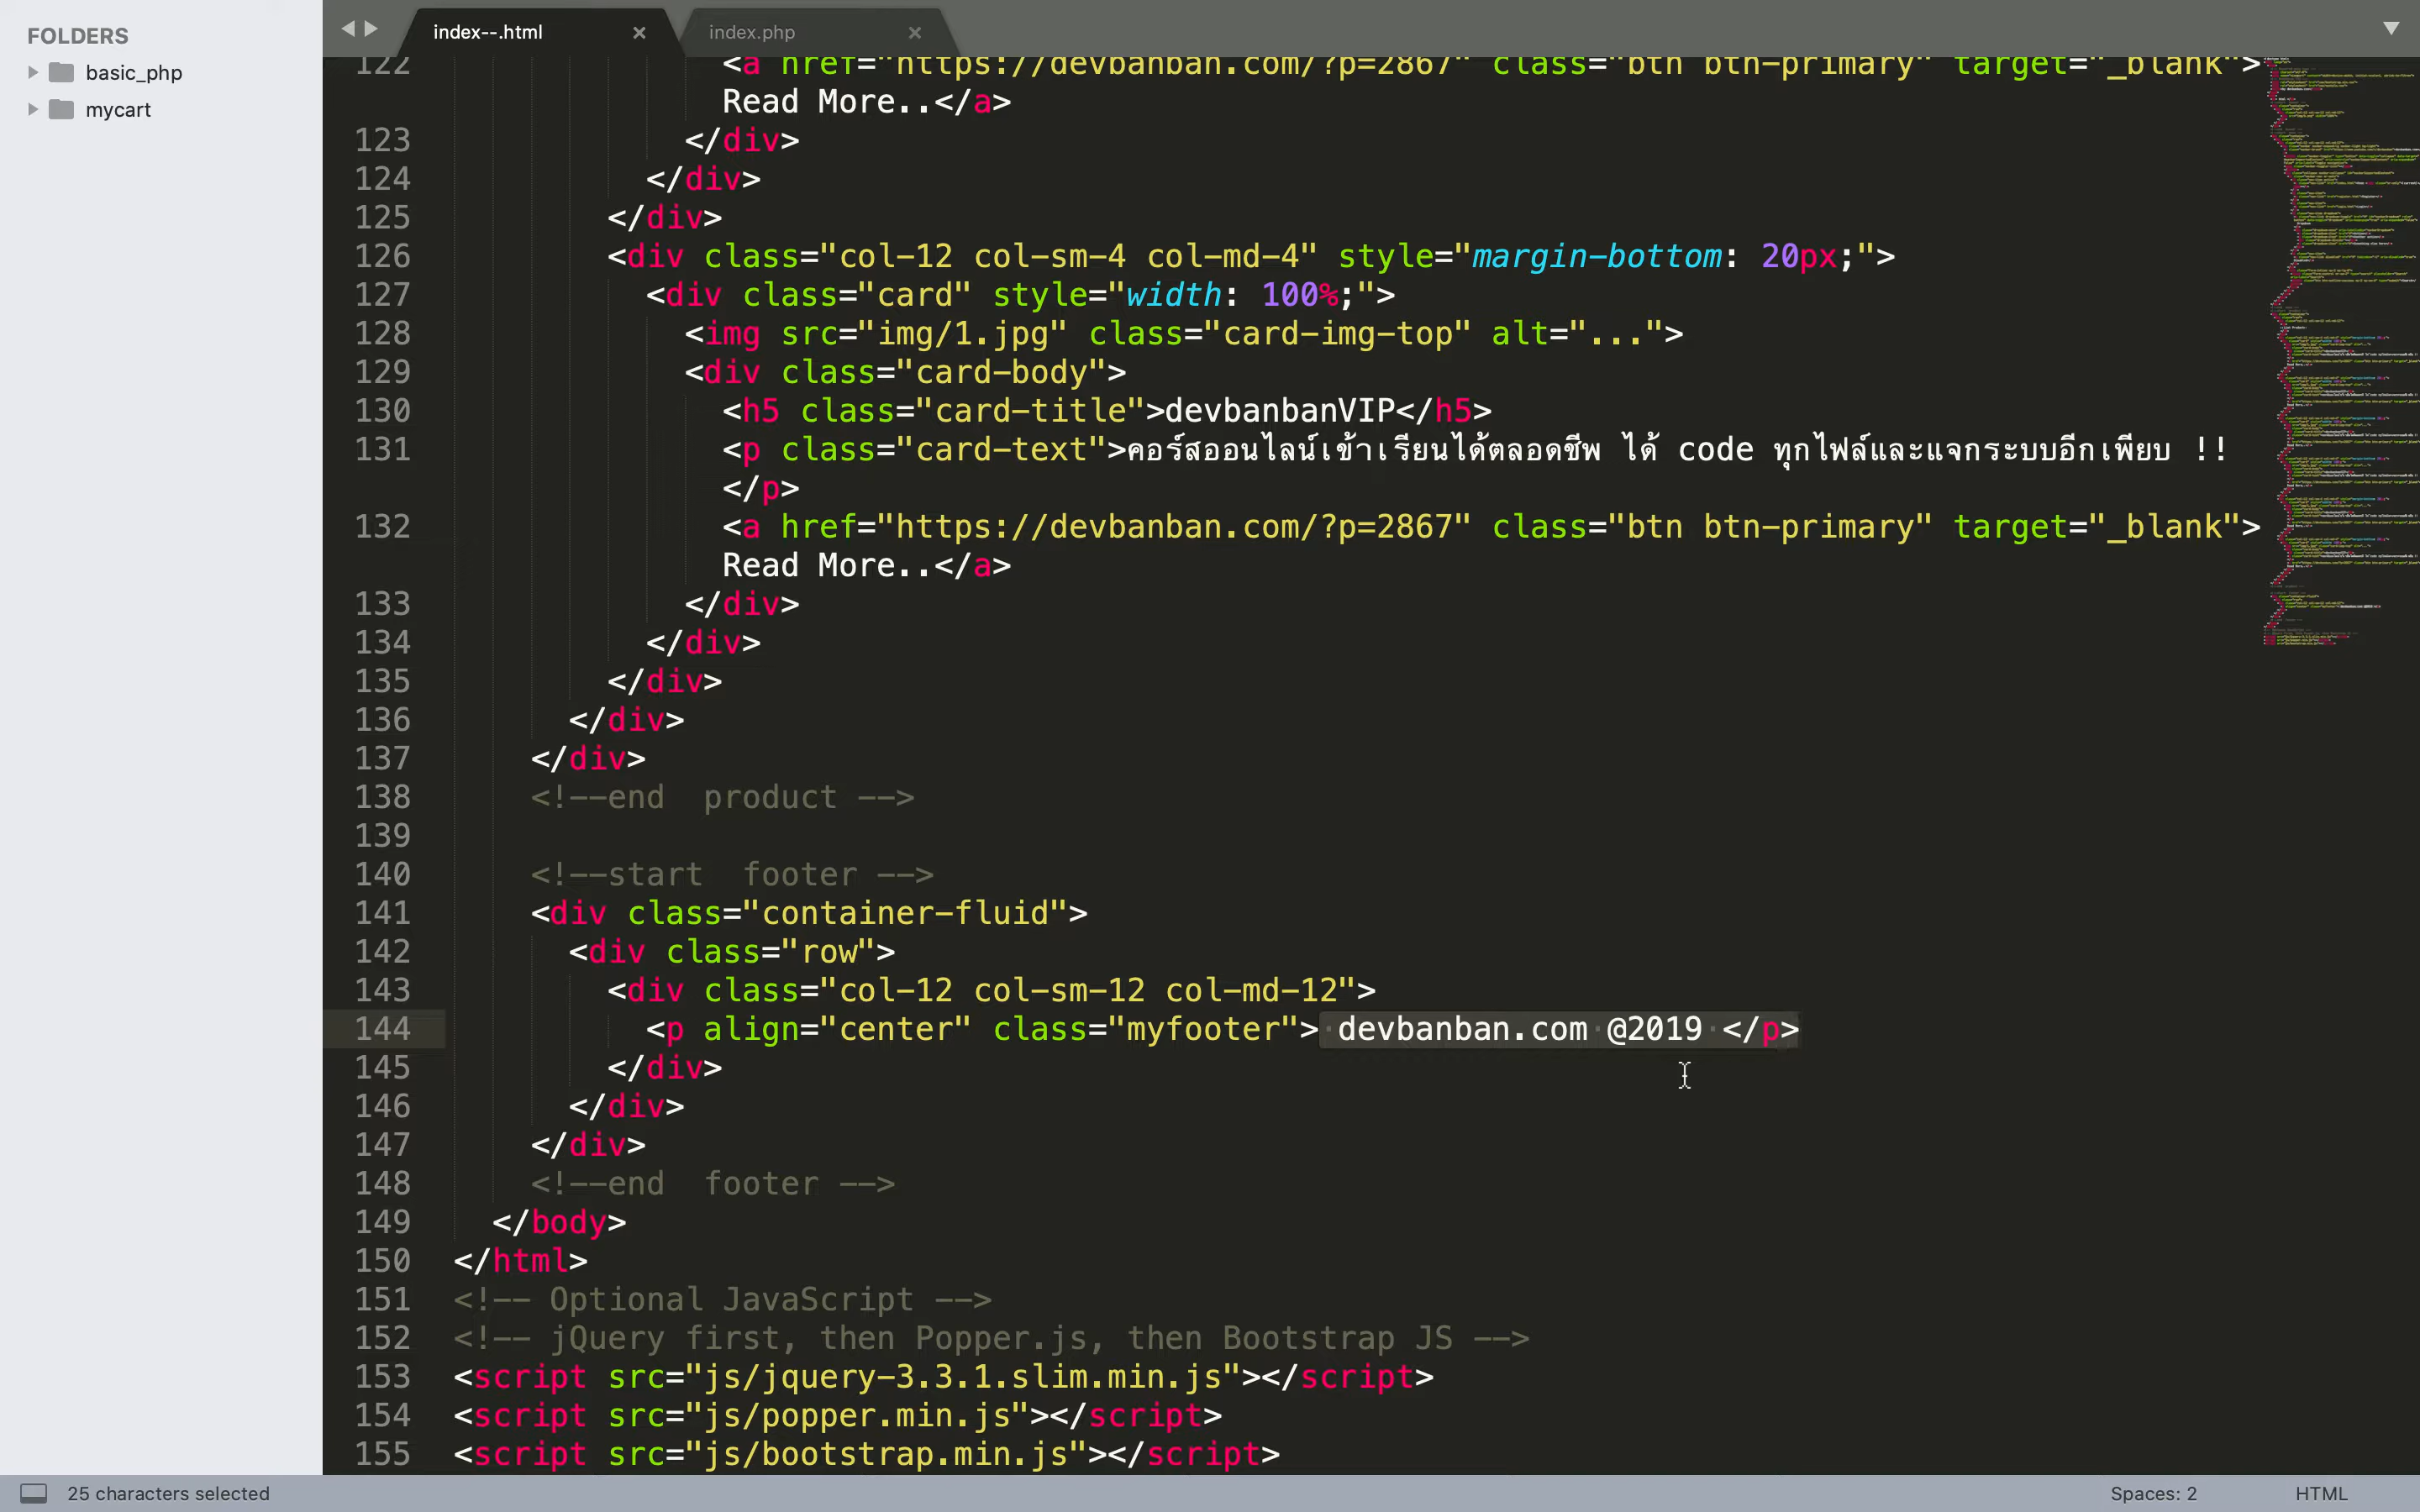 FOLDERS
basic_php
mycart
index--.html
index.php
122 <a href="https://devbanban.com/?p=2867" class="btn btn-primary" target="_blank">
Read More..</a>
123 </div>
124 </div>
125 </div>
126 <div class="col-12 col-sm-4 col-md-4" style="margin-bottom: 20px;">
127 <div class="card" style="width: 100%;">
128 <img src="img/1.jpg" class="card-img-top" alt="...">
129 <div class="card-body">
130 <h5 class="card-title">devbanbanVIP</h5>
131 <p class="card-text">คอร์สออนไลน์เข้าเรียนได้ตลอดชีพ ได้ code ทุกไฟล์และแจกระบบอีกเพียบ !!
</p>
132 <a href="https://devbanban.com/?p=2867" class="btn btn-primary" target="_blank">
Read More..</a>
133 </div>
134 </div>
135 </div>
136 </div>
137 </div>
138 <!--end  product -->
139
140 <!--start  footer -->
141 <div class="container-fluid">
142 <div class="row">
143 <div class="col-12 col-sm-12 col-md-12">
144 <p align="center" class="myfooter"> devbanban.com @2019 </p>
145 </div>
146 </div>
147 </div>
148 <!--end  footer -->
149 </body>
150 </html>
151 <!-- Optional JavaScript -->
152 <!-- jQuery first, then Popper.js, then Bootstrap JS -->
153 <script src="js/jquery-3.3.1.slim.min.js"></script>
154 <script src="js/popper.min.js"></script>
155 <script src="js/bootstrap.min.js"></script>
25 characters selected
Spaces: 2
HTML